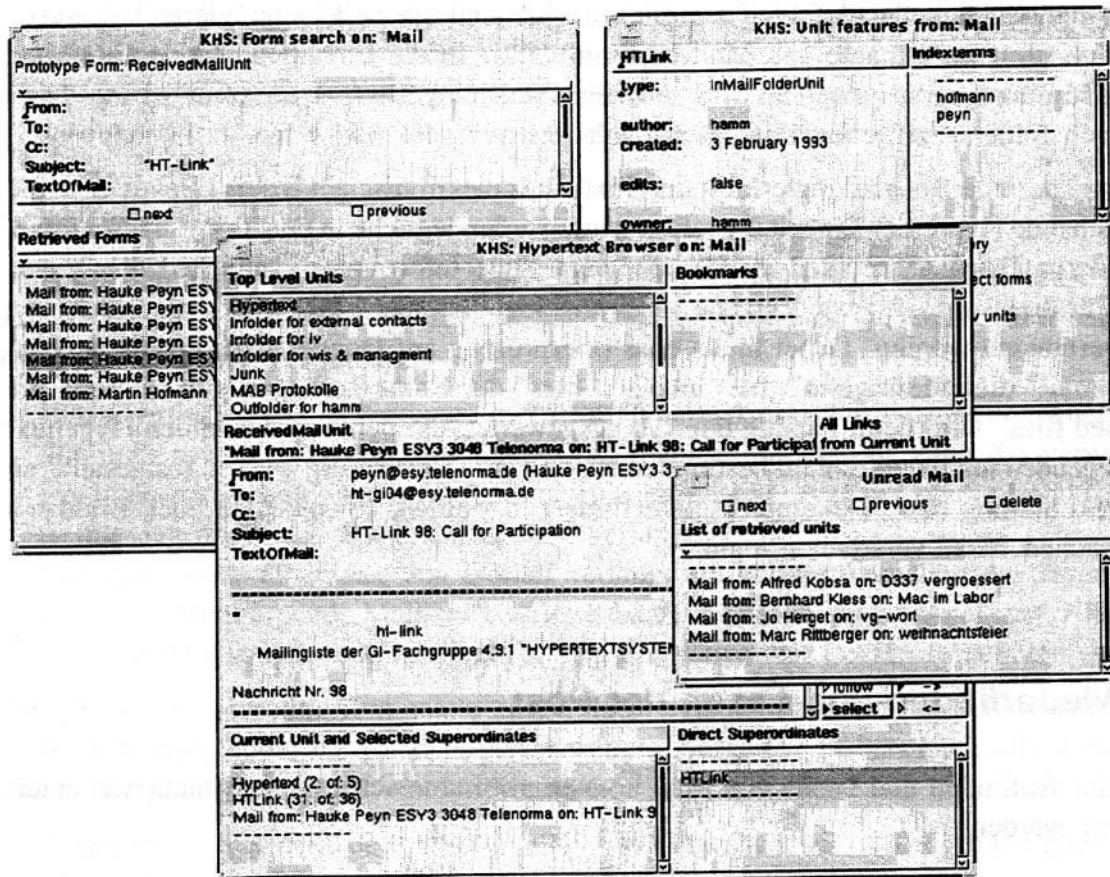 KHS: Form search on: Mail
Prototype Form: ReceivedMailUnit
From:
To:
Cc:
Subject: "HT-Link"
TextOfMail:
next previous
Retrieved Forms
Mail from: Hauke Peyn ESY
Mail from: Hauke Peyn ESY
Mail from: Hauke Peyn ESY
Mail from: Hauke Peyn ESY
Mail from: Hauke Peyn ESY
Mail from: Hauke Peyn ESY
Mail from: Martin Hofmann
KHS: Unit features from: Mail
HTLink Indexterms
type: inMailFolderUnit
author: hamm
created: 3 February 1993
edits: false
owner: hamm
hofmann
peyn
ry
ect forms
v units
KHS: Hypertext Browser on: Mail
Top Level Units Bookmarks
Hypertext
Infolder for external contacts
Infolder for iv
Infolder for wis & managment
Junk
MAB Protokolle
Outfolder for hamm
ReceivedMailUnit
"Mail from: Hauke Peyn ESY3 3048 Telenorma on: HT-Link 98: Call for Participat
All Links
from Current Unit
From: peyn@esy.telenorma.de (Hauke Peyn ESY3 3
To: ht-gi04@esy.telenorma.de
Cc:
Subject: HT-Link 98: Call for Participation
TextOfMail:
ht-link
Mailingliste der GI-Fachgruppe 4.9.1 "HYPERTEXTSYSTEM
Nachricht Nr. 98
follow ->
select <-
Current Unit and Selected Superordinates
Hypertext (2. of: 5)
HTLink (31. of: 36)
Mail from: Hauke Peyn ESY3 3048 Telenorma on: HT-Link 9
Direct Superordinates
HTLink
Unread Mail
next previous delete
List of retrieved units
Mail from: Alfred Kobsa on: D337 vergroessert
Mail from: Bernhard Kless on: Mac im Labor
Mail from: Jo Herget on: vg-wort
Mail from: Marc Rittberger on: weihnachtsfeier